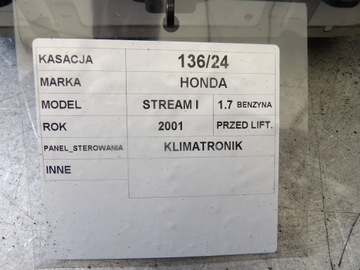 KASACJA 136/24
MARKA HONDA
MODEL STREAM I 1.7 BENZYNA
ROK 2001 PRZED LIFT.
PANEL_STEROWANIA KLIMATRONIK
INNE